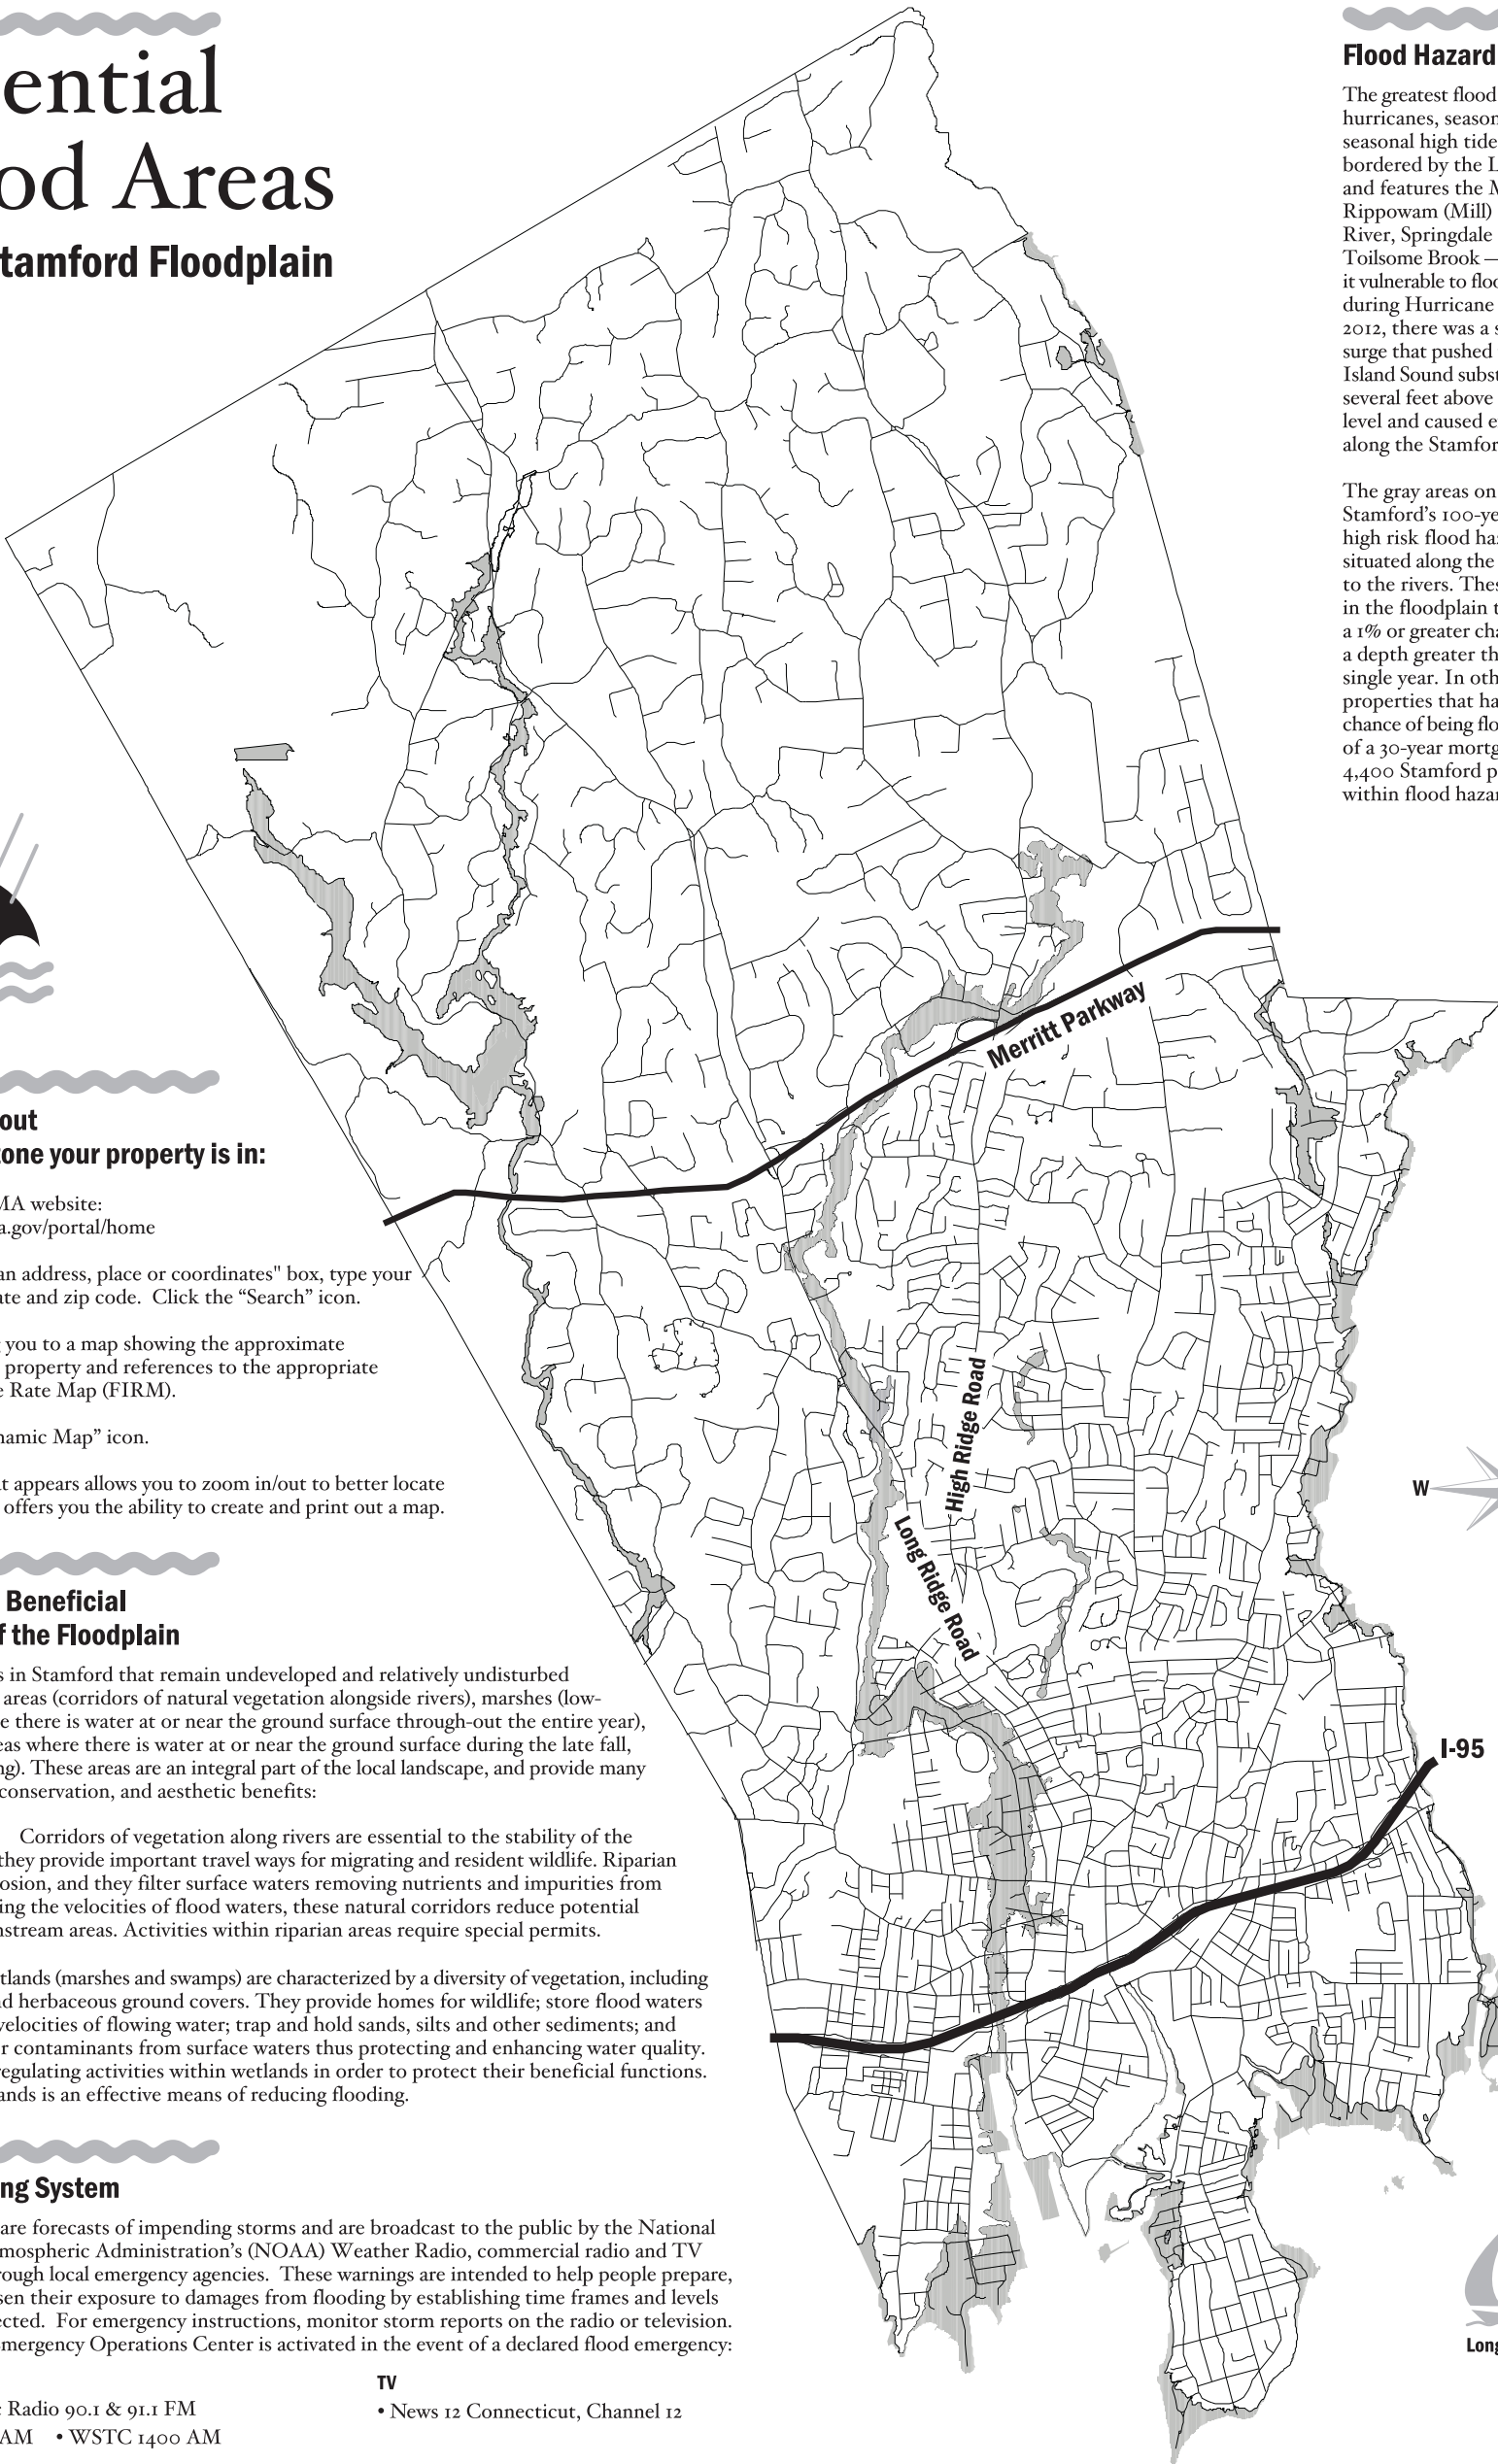 ential
od Areas
tamford Floodplain
out
one your property is in:
MA website:
a.gov/portal/home
an address, place or coordinates" box, type your
ate and zip code. Click the “Search” icon.
you to a map showing the approximate
property and references to the appropriate
e Rate Map (FIRM).
namic Map” icon.
t appears allows you to zoom in/out to better locate
offers you the ability to create and print out a map.
Beneficial
f the Floodplain
s in Stamford that remain undeveloped and relatively undisturbed
areas (corridors of natural vegetation alongside rivers), marshes (low-
e there is water at or near the ground surface through-out the entire year),
eas where there is water at or near the ground surface during the late fall,
ng). These areas are an integral part of the local landscape, and provide many
conservation, and aesthetic benefits:
Corridors of vegetation along rivers are essential to the stability of the
they provide important travel ways for migrating and resident wildlife. Riparian
osion, and they filter surface waters removing nutrients and impurities from
ing the velocities of flood waters, these natural corridors reduce potential
nstream areas. Activities within riparian areas require special permits.
tlands (marshes and swamps) are characterized by a diversity of vegetation, including
nd herbaceous ground covers. They provide homes for wildlife; store flood waters
velocities of flowing water; trap and hold sands, silts and other sediments; and
r contaminants from surface waters thus protecting and enhancing water quality.
regulating activities within wetlands in order to protect their beneficial functions.
ands is an effective means of reducing flooding.
ng System
are forecasts of impending storms and are broadcast to the public by the National
mospheric Administration’s (NOAA) Weather Radio, commercial radio and TV
rough local emergency agencies. These warnings are intended to help people prepare,
sen their exposure to damages from flooding by establishing time frames and levels
ected. For emergency instructions, monitor storm reports on the radio or television.
Emergency Operations Center is activated in the event of a declared flood emergency:
Radio 90.1 & 91.1 FM
AM • WSTC 1400 AM
TV
• News 12 Connecticut, Channel 12
Merritt Parkway
High Ridge Road
Long Ridge Road
I-95
W
Flood Hazard
The greatest flood
hurricanes, season
seasonal high tide
bordered by the L
and features the M
Rippowam (Mill)
River, Springdale
Toilsome Brook —
it vulnerable to floo
during Hurricane
2012, there was a s
surge that pushed
Island Sound subst
several feet above
level and caused e
along the Stamfor
The gray areas on
Stamford’s 100-ye
high risk flood haz
situated along the
to the rivers. Thes
in the floodplain t
a 1% or greater cha
a depth greater th
single year. In oth
properties that ha
chance of being flo
of a 30-year mortg
4,400 Stamford p
within flood hazar
Long